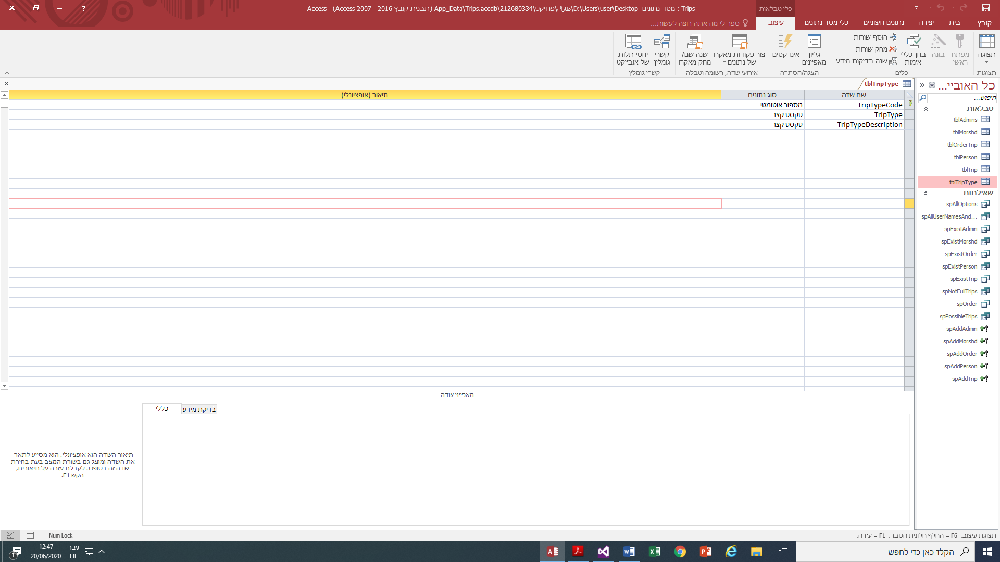 Trips : מסד נתונים- D:\Users\user\Desktop\طارق\פרויקט\212680334\App_Data\Trips.accdb (תבנית קובץ Access 2007 - 2016) - Access
כלי טבלאות
קובץ
בית
יצירה
נתונים חיצוניים
כלי מסד נתונים
עיצוב
ספר לי מה אתה רוצה לעשות...
תצוגה
מפתח ראשי
בונה
בחן כללי אימות
הוסף שורות
מחק שורות
שנה בדיקות מידע
גליון מאפיינים
אינדקסים
צור פקודות מאקרו של נתונים
שנה שם/ מחק מאקרו
קשרי גומלין
יחסי תלות של אובייקט
תצוגות
כלים
הצגה/הסתרה
אירועי שדה, רשומה וטבלה
קשרי גומלין
כל האוביי...
חיפוש...
טבלאות
tblAdmins
tblMorshd
tblOrderTrip
tblPerson
tblTrip
tblTripType
שאילתות
spAllOptions
spAllUserNamesAnd...
spExistAdmin
spExistMorshd
spExistOrder
spExistPerson
spExistTrip
spNotFullTrips
spOrder
spPossibleTrips
spAddAdmin
spAddMorshd
spAddOrder
spAddPerson
spAddTrip
tblTripType
שם שדה סוג נתונים תיאור (אופציונלי)
TripTypeCode מספור אוטומטי
TripType טקסט קצר
TripTypeDescription טקסט קצר
מאפייני שדה
כללי בדיקת מידע
תיאור השדה הוא אופציונלי. הוא מסייע לתאר
את השדה ומוצג גם בשורת המצב בעת בחירת
שדה זה בטופס. לקבלת עזרה על תיאורים,
הקש F1.
תצוגת עיצוב. F6 = החלף חלונית הסבר. F1 = עזרה.
Num Lock
הקלד כאן כדי לחפש
עבר
HE
12:47
20/06/2020
1